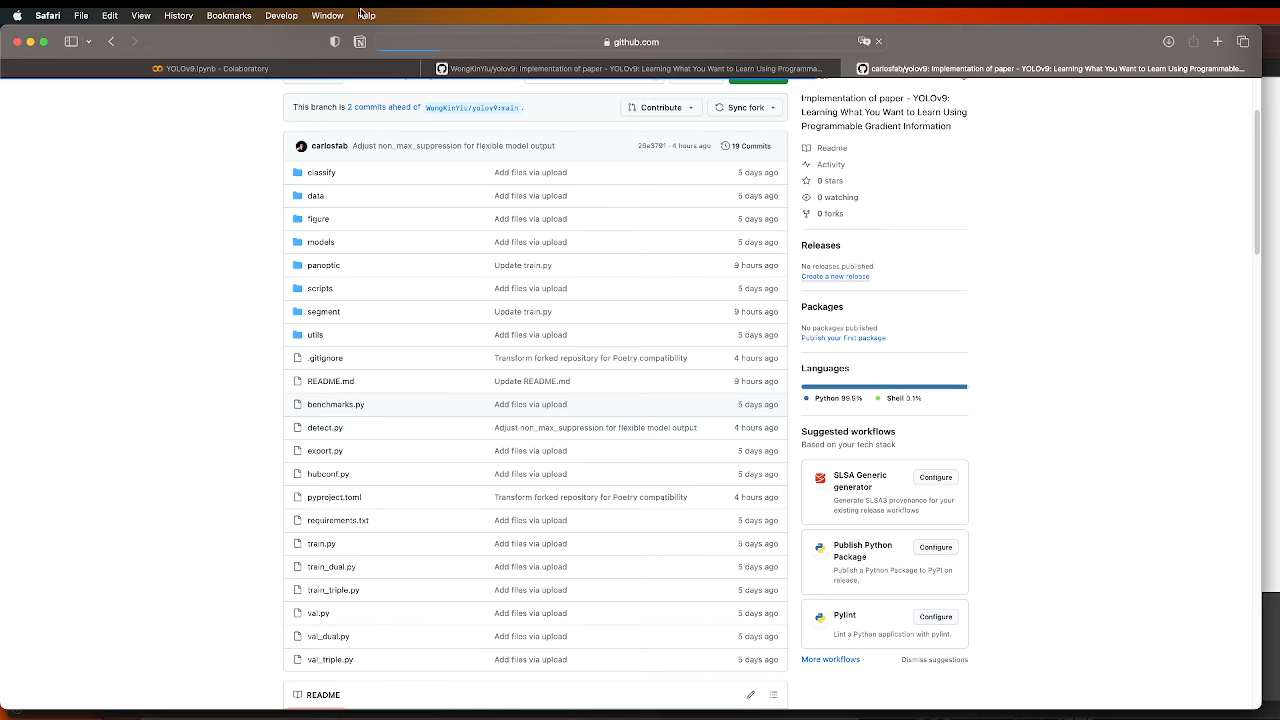 Safari File Edit View History Bookmarks Develop Window Help
github.com
YOLOv9.ipynb - Colaboratory
WongKinYiu/yolov9: Implementation of paper - YOLOv9: Learning What You Want to Learn Using Programme...
carlosfab/yolov9: Implementation of paper - YOLOv9: Learning What You Want to Learn Using Programmable...
This branch is 2 commits ahead of WongKinYiu/yolov9:main .
Contribute
Sync fork
carlosfab Adjust non_max_suppression for flexible model output
29e3791 · 4 hours ago
19 Commits
classify Add files via upload 5 days ago
data Add files via upload 5 days ago
figure Add files via upload 5 days ago
models Add files via upload 5 days ago
panoptic Update train.py 9 hours ago
scripts Add files via upload 5 days ago
segment Update train.py 9 hours ago
utils Add files via upload 5 days ago
.gitignore Transform forked repository for Poetry compatibility 4 hours ago
README.md Update README.md 9 hours ago
benchmarks.py Add files via upload 5 days ago
detect.py Adjust non_max_suppression for flexible model output 4 hours ago
export.py Add files via upload 5 days ago
hubconf.py Add files via upload 5 days ago
pyproject.toml Transform forked repository for Poetry compatibility 4 hours ago
requirements.txt Add files via upload 5 days ago
train.py Add files via upload 5 days ago
train_dual.py Add files via upload 5 days ago
train_triple.py Add files via upload 5 days ago
val.py Add files via upload 5 days ago
val_dual.py Add files via upload 5 days ago
val_triple.py Add files via upload 5 days ago
README
Implementation of paper - YOLOv9:
Learning What You Want to Learn Using
Programmable Gradient Information
Readme
Activity
0 stars
0 watching
0 forks
Releases
No releases published
Create a new release
Packages
No packages published
Publish your first package
Languages
Python 99.9% Shell 0.1%
Suggested workflows
Based on your tech stack
SLSA Generic
generator
Configure
Generate SLSA3 provenance for your
existing release workflows
Publish Python
Package
Configure
Publish a Python Package to PyPI on
release.
Pylint
Configure
Lint a Python application with pylint.
More workflows
Dismiss suggestions